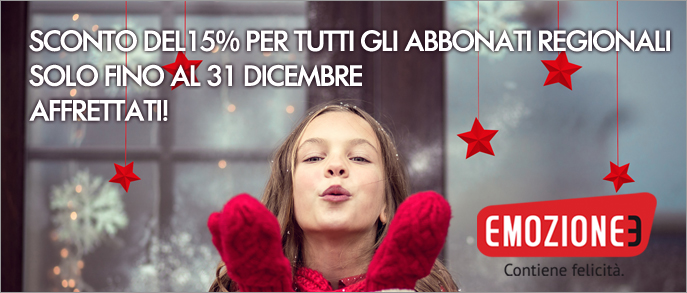 SCONTO DEL15% PER TUTTI GLI ABBONATI REGIONALI
SOLO FINO AL 31 DICEMBRE
AFFRETTATI!
EMOZIONE3
Contiene felicità.